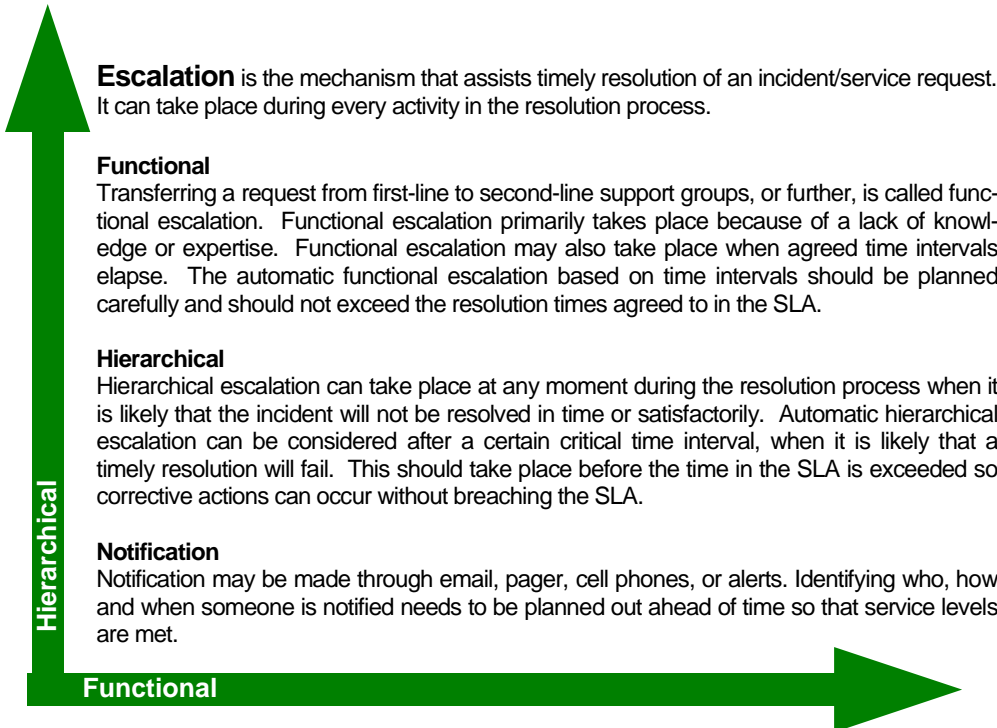 Escalation is the mechanism that assists timely resolution of an incident/service request.
It can take place during every activity in the resolution process.
Functional
Transferring a request from first-line to second-line support groups, or further, is called func-
tional escalation. Functional escalation primarily takes place because of a lack of knowl-
edge or expertise. Functional escalation may also take place when agreed time intervals
elapse. The automatic functional escalation based on time intervals should be planned
carefully and should not exceed the resolution times agreed to in the SLA.
Hierarchical
Hierarchical escalation can take place at any moment during the resolution process when it
is likely that the incident will not be resolved in time or satisfactorily. Automatic hierarchical
escalation can be considered after a certain critical time interval, when it is likely that a
timely resolution will fail. This should take place before the time in the SLA is exceeded so
corrective actions can occur without breaching the SLA.
Notification
Notification may be made through email, pager, cell phones, or alerts. Identifying who, how
and when someone is notified needs to be planned out ahead of time so that service levels
are met.
Hierarchical
Functional